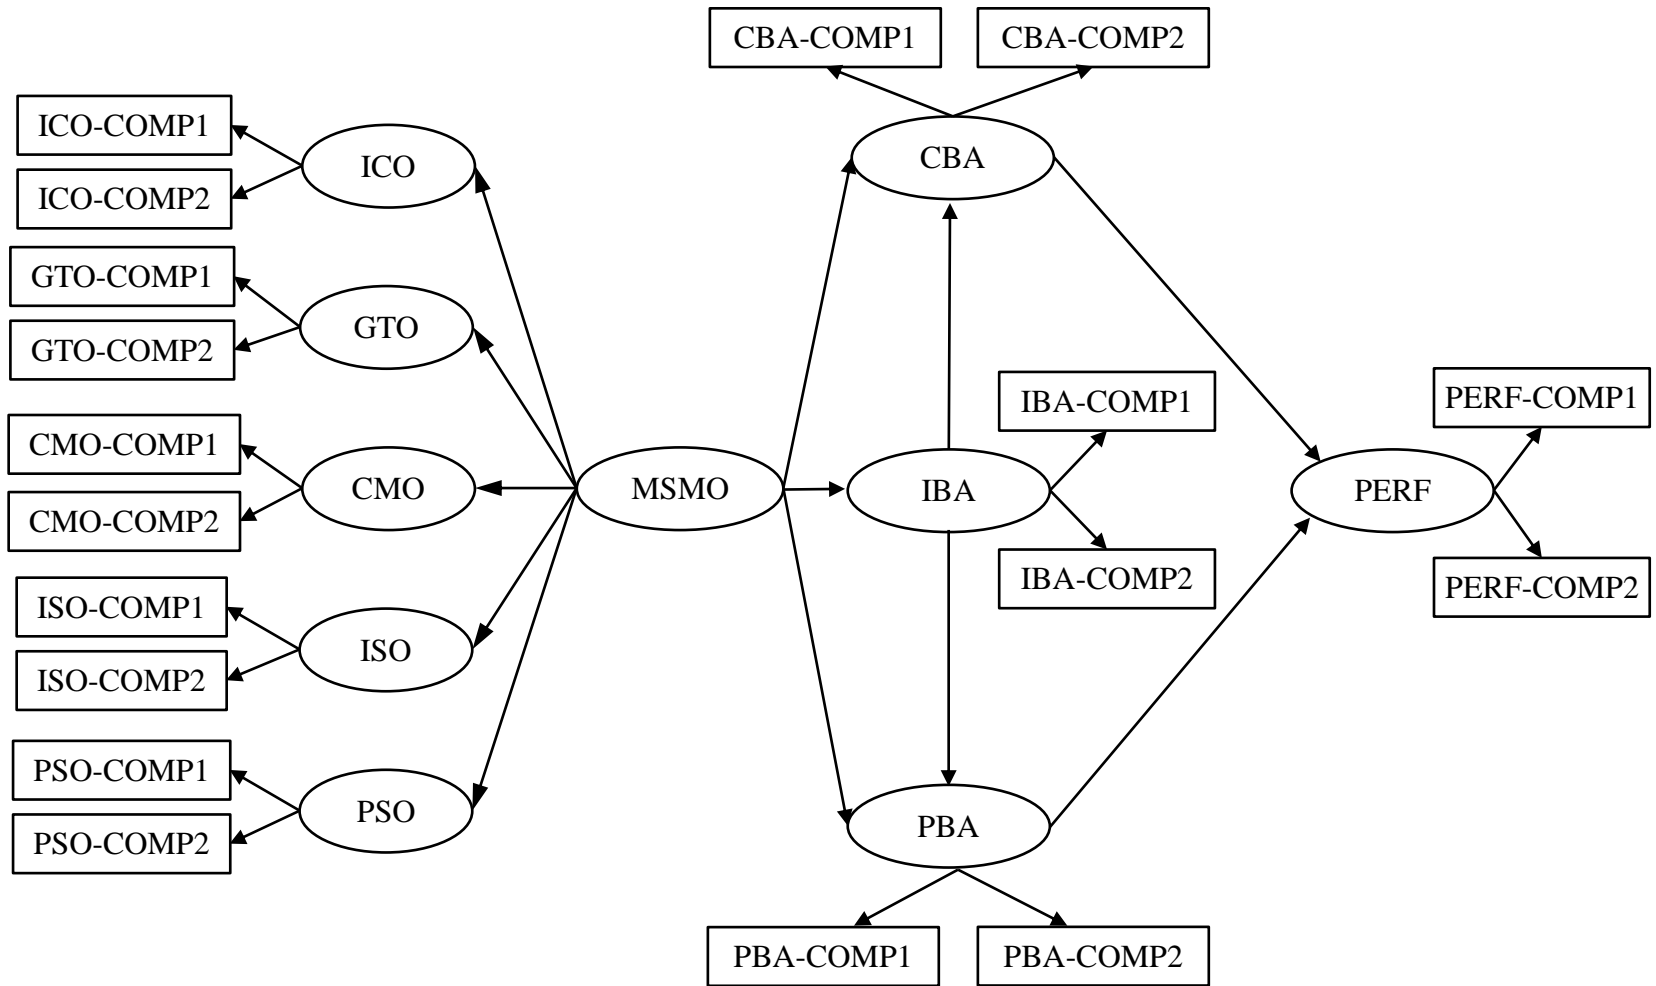 CBA-COMP1
CBA-COMP2
ICO-COMP1
ICO-COMP2
ICO
CBA
GTO-COMP1
GTO-COMP2
GTO
CMO-COMP1
CMO-COMP2
CMO
MSMO
IBA
IBA-COMP1
IBA-COMP2
PERF
PERF-COMP1
PERF-COMP2
ISO-COMP1
ISO-COMP2
ISO
PSO-COMP1
PSO-COMP2
PSO
PBA
PBA-COMP1
PBA-COMP2